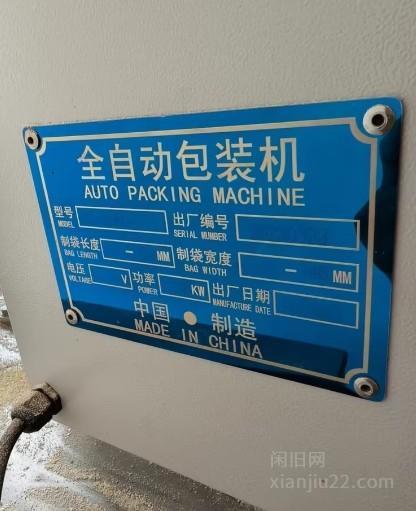 全自动包装机
AUTO PACKING MACHINE
型号 出厂编号
MODEL SERIAL MUMBER
制袋长度 - MM 制袋宽度 - MM
BAG LENGTH BAG WIDTH
电压 V 功率 KW 出厂日期
VOLTARE POWER MANUFACTURE DATE
中国 制造
MADE IN CHINA
闲旧网
xianjiu22.com